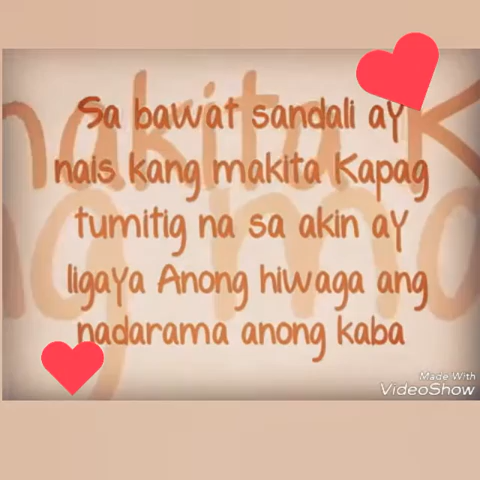 Sa bawat sandali ay
nais kang makita Kapag
tumitig na sa akin ay
ligaya Anong hiwaga ang
nadarama anong kaba
Made With
VideoShow